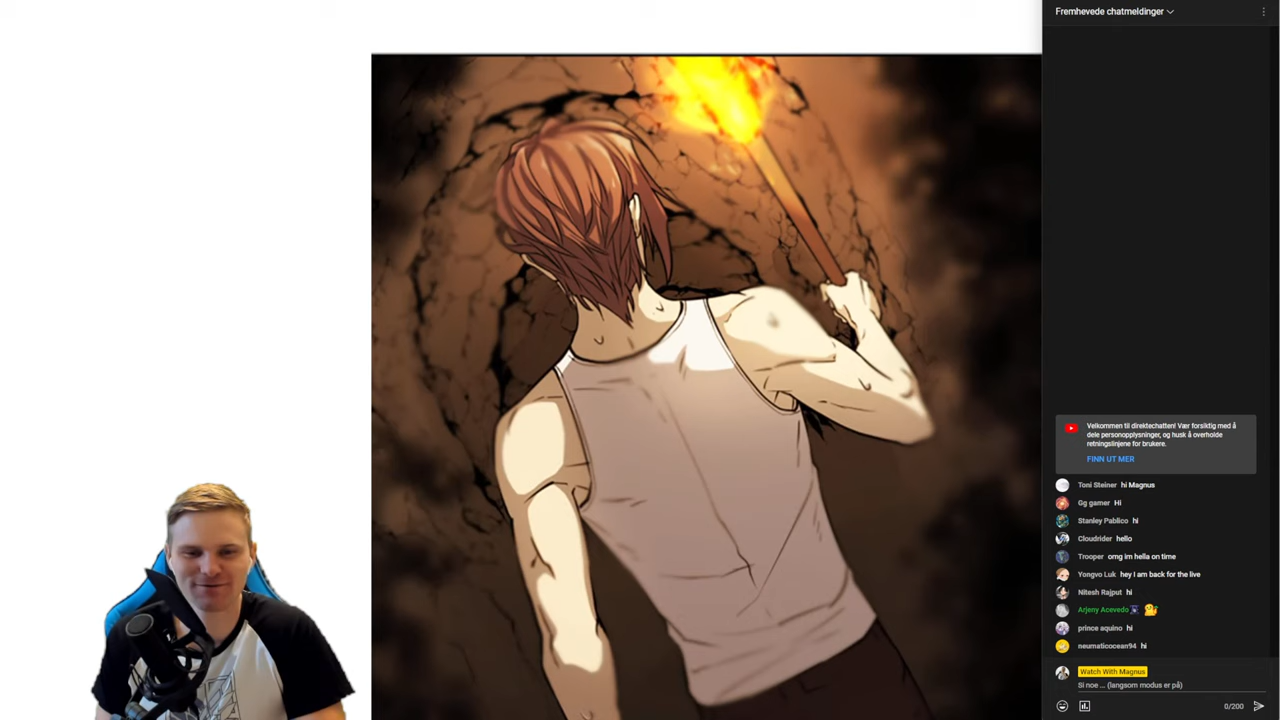 Fremhevede chatmeldinger
Velkommen til direktechatten! Vær forsiktig med å
dele personopplysninger, og husk å overholde
retningslinjene for brukere.
FINN UT MER
Toni Steiner hi Magnus
Gg gamer Hi
Stanley Pablico hi
Cloudrider hello
Trooper omg im hella on time
Yongvo Luk hey I am back for the live
Nitesh Rajput hi
Arjeny Acevedo
prince aquino hi
neumaticocean94 hi
Watch With Magnus
Si noe ... (langsom modus er på)
0/200